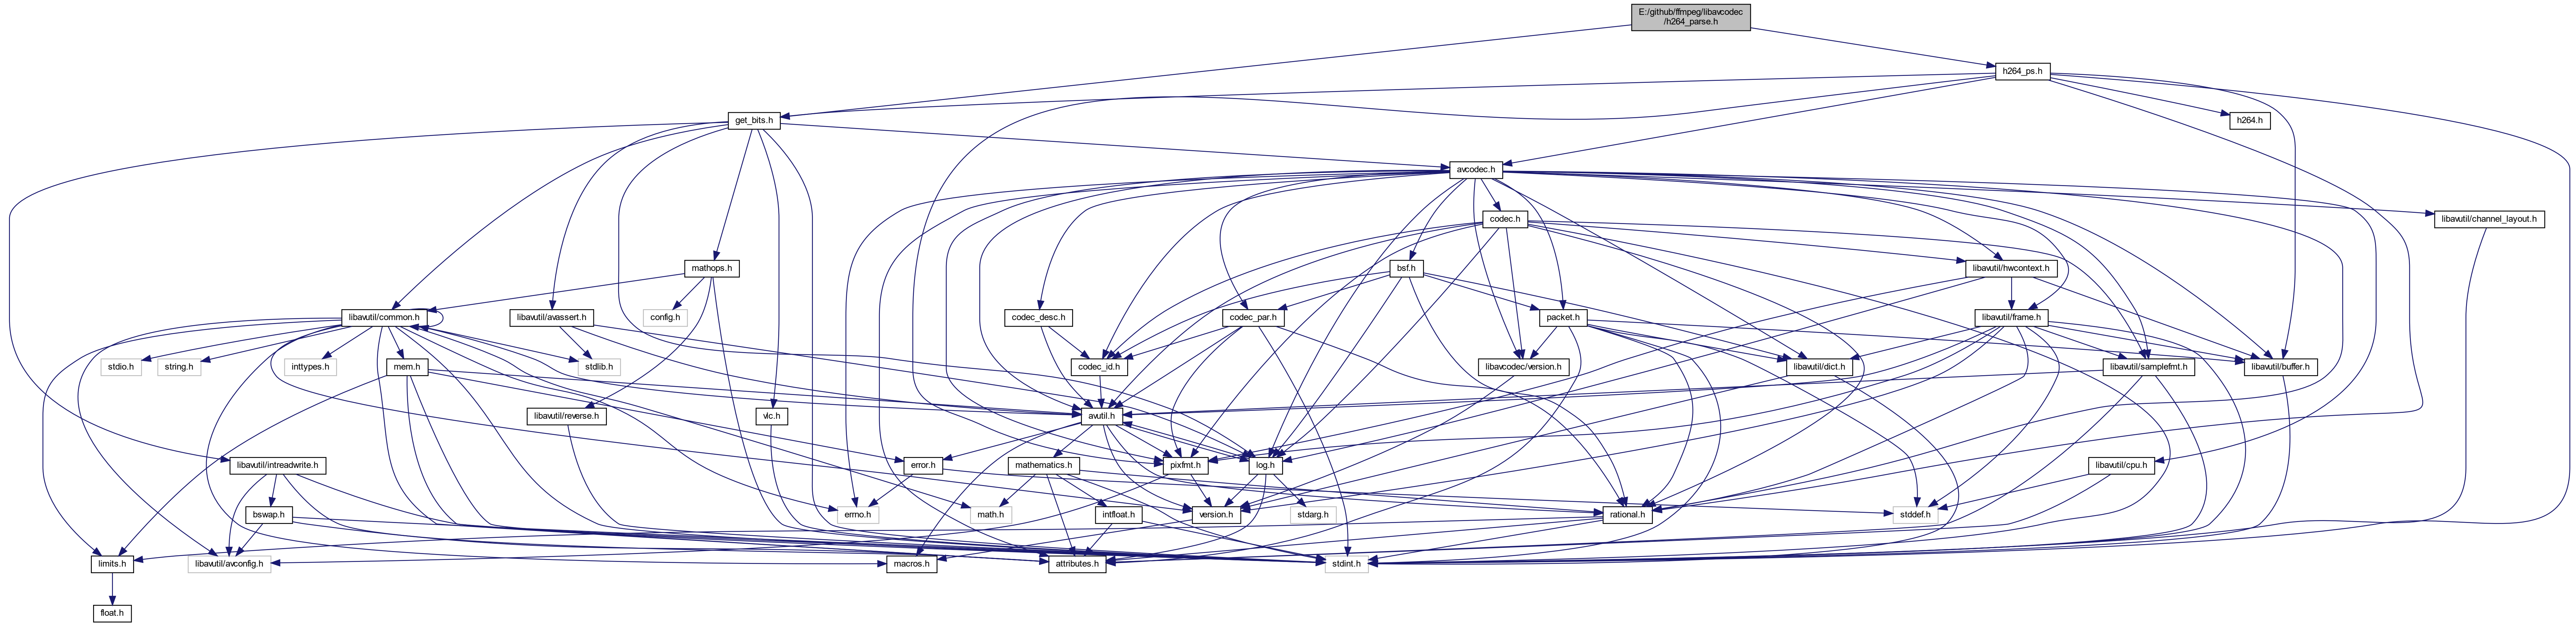 E:/github/ffmpeg/libavcodec
/h264_parse.h
h264_ps.h
get_bits.h
h264.h
avcodec.h
codec.h
libavutil/channel_layout.h
mathops.h
bsf.h
libavutil/hwcontext.h
libavutil/common.h
libavutil/avassert.h
config.h
codec_desc.h
codec_par.h
packet.h
libavutil/frame.h
stdio.h
string.h
inttypes.h
mem.h
stdlib.h
codec_id.h
libavcodec/version.h
libavutil/dict.h
libavutil/samplefmt.h
libavutil/buffer.h
libavutil/reverse.h
vlc.h
avutil.h
libavutil/intreadwrite.h
error.h
mathematics.h
pixfmt.h
log.h
libavutil/cpu.h
bswap.h
errno.h
math.h
intfloat.h
version.h
stdarg.h
rational.h
stddef.h
limits.h
libavutil/avconfig.h
macros.h
attributes.h
stdint.h
float.h